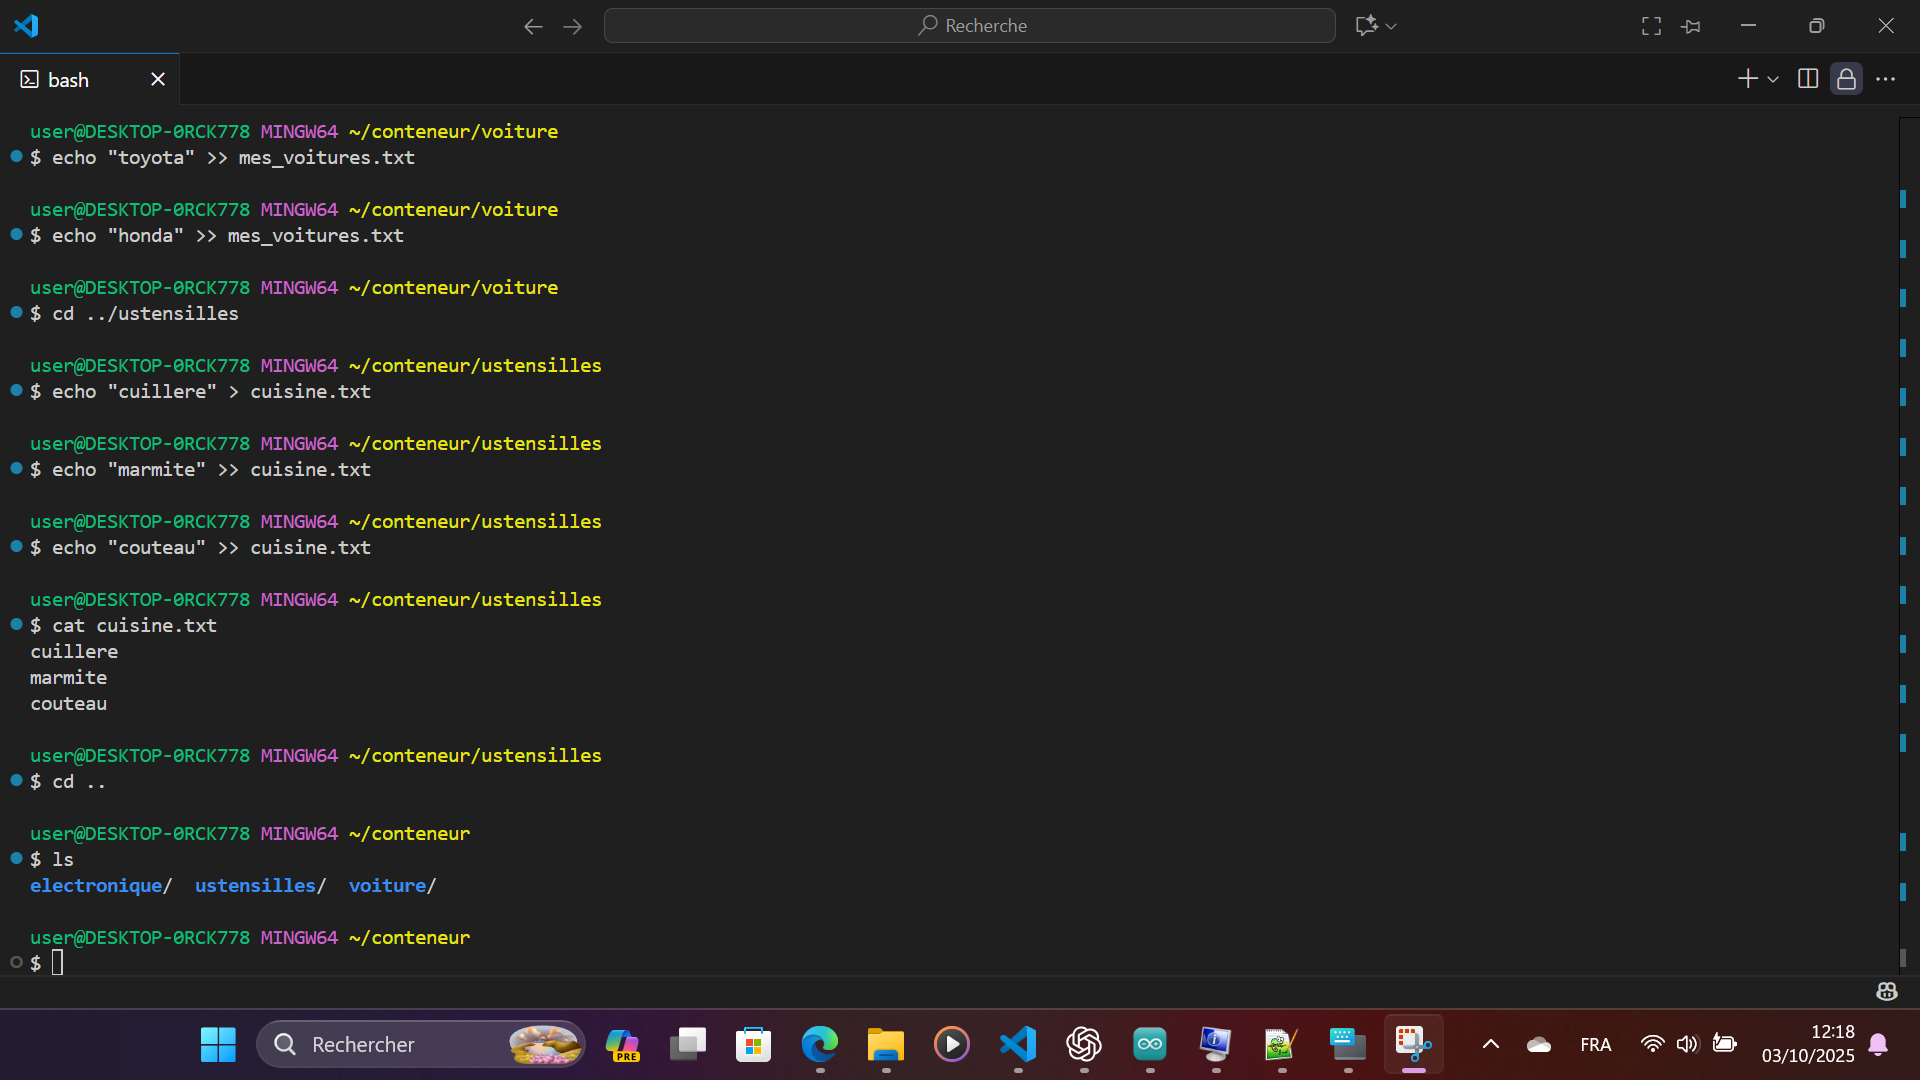 Recherche
bash
user@DESKTOP-0RCK778 MINGW64 ~/conteneur/voiture
$ echo "toyota" >> mes_voitures.txt
user@DESKTOP-0RCK778 MINGW64 ~/conteneur/voiture
$ echo "honda" >> mes_voitures.txt
user@DESKTOP-0RCK778 MINGW64 ~/conteneur/voiture
$ cd ../ustensilles
user@DESKTOP-0RCK778 MINGW64 ~/conteneur/ustensilles
$ echo "cuillere" > cuisine.txt
user@DESKTOP-0RCK778 MINGW64 ~/conteneur/ustensilles
$ echo "marmite" >> cuisine.txt
user@DESKTOP-0RCK778 MINGW64 ~/conteneur/ustensilles
$ echo "couteau" >> cuisine.txt
user@DESKTOP-0RCK778 MINGW64 ~/conteneur/ustensilles
$ cat cuisine.txt
cuillere
marmite
couteau
user@DESKTOP-0RCK778 MINGW64 ~/conteneur/ustensilles
$ cd ..
user@DESKTOP-0RCK778 MINGW64 ~/conteneur
$ ls
electronique/  ustensilles/  voiture/
user@DESKTOP-0RCK778 MINGW64 ~/conteneur
$
Rechercher
PRE
FRA
12:18
03/10/2025